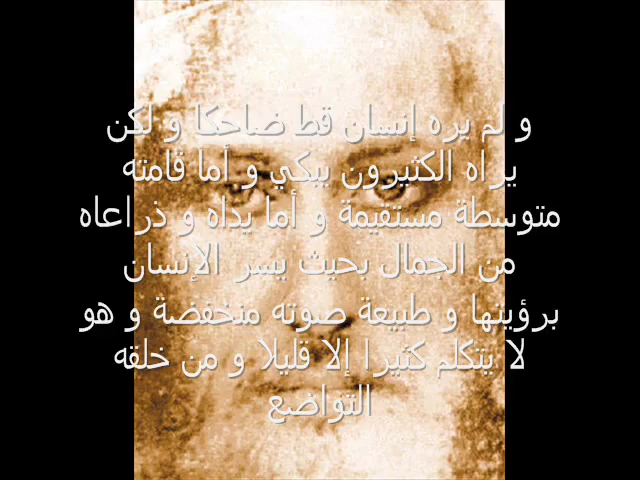 و لم يره إنسان قط ضاحكا و لكن
يراه الكثيرون يبكي و أما قامته
متوسطة مستقيمة و أما يداه و ذراعاه
من الجمال بحيث يسر الإنسان
برؤيتها و طبيعة صوته منخفضة و هو
لا يتكلم كثيرا إلا قليلا و من خلقه
التواضع